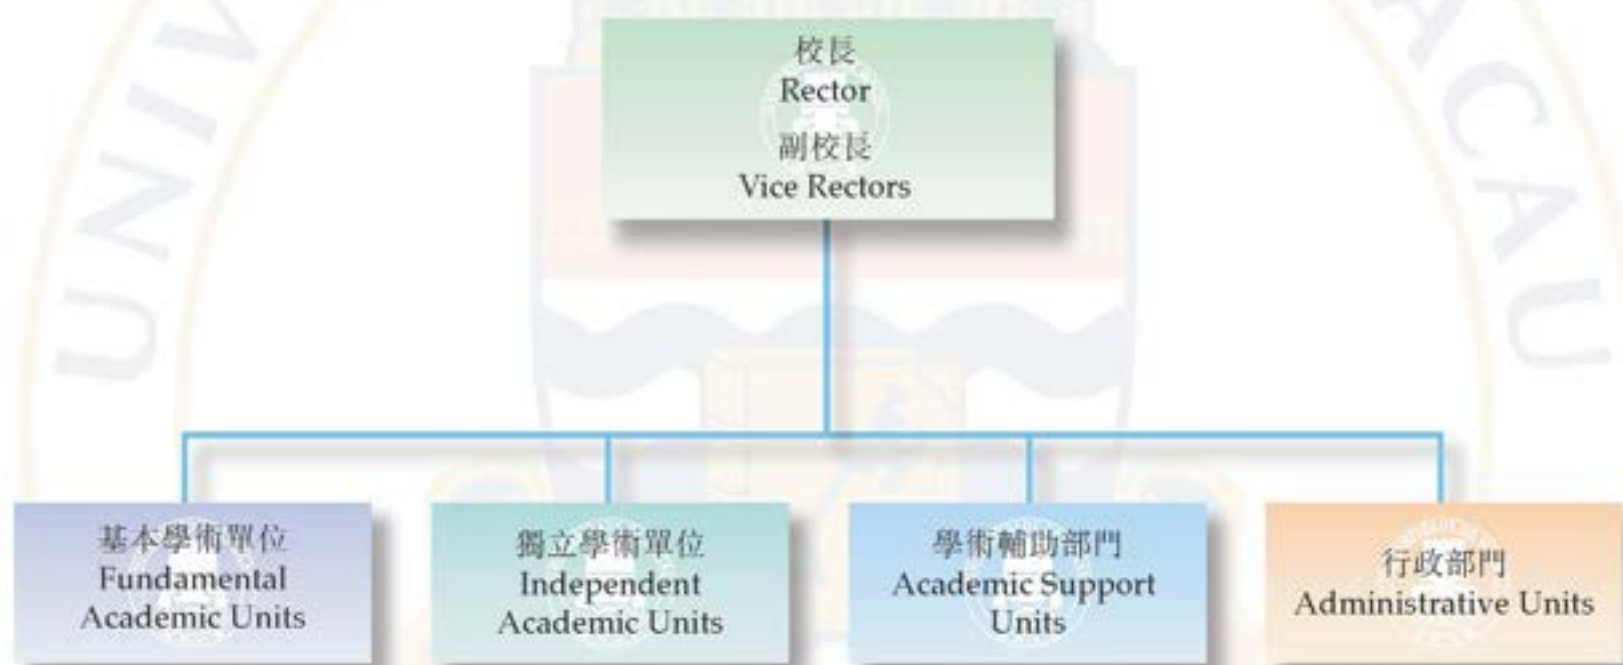 校長
Rector
副校長
Vice Rectors
基本學術單位
Fundamental
Academic Units
獨立學術單位
Independent
Academic Units
學術輔助部門
Academic Support
Units
行政部門
Administrative Units